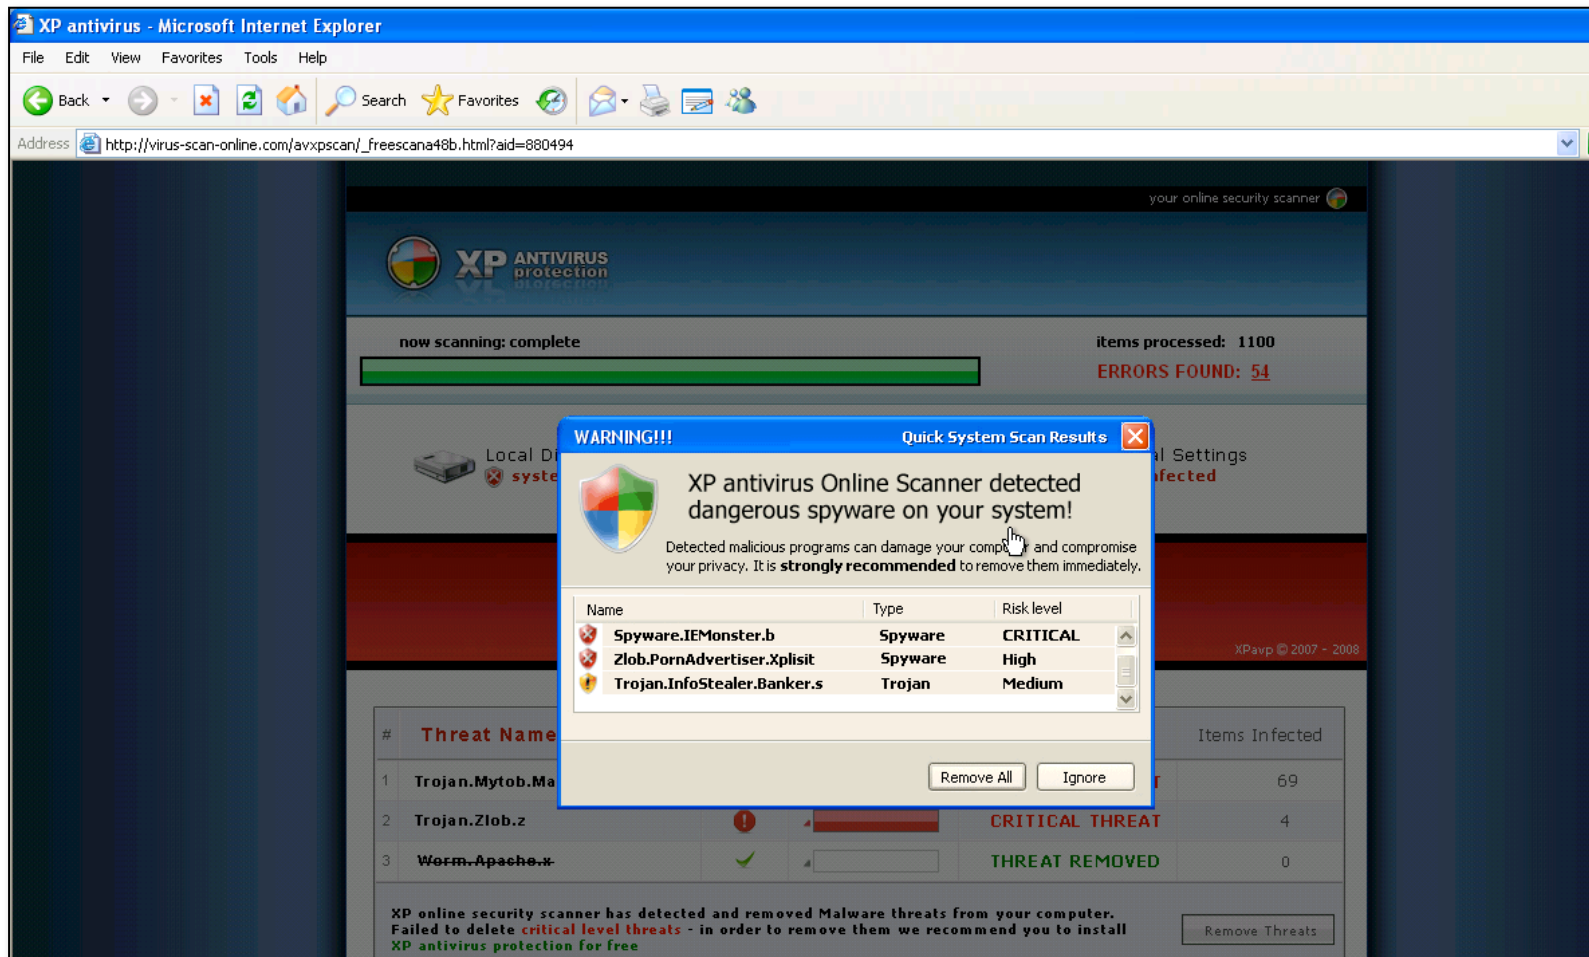 XP antivirus - Microsoft Internet Explorer
File Edit View Favorites Tools Help
Back Search Favorites
Address http://virus-scan-online.com/avxpscan/_freescana48b.html?aid=880494
your online security scanner
XP ANTIVIRUS protection
now scanning: complete
items processed: 1100
ERRORS FOUND: 54
Local Di
syste
l Settings
fected
WARNING!!! Quick System Scan Results
XP antivirus Online Scanner detected
dangerous spyware on your system!
Detected malicious programs can damage your computer and compromise
your privacy. It is strongly recommended to remove them immediately.
Name Type Risk level
Spyware.IEMonster.b Spyware CRITICAL
Zlob.PornAdvertiser.Xplisit Spyware High
Trojan.InfoStealer.Banker.s Trojan Medium
Remove All Ignore
XPavp © 2007 - 2008
# Threat Name Items Infected
1 Trojan.Mytob.Ma 69
2 Trojan.Zlob.z CRITICAL THREAT 4
3 Worm.Apache.x THREAT REMOVED 0
XP online security scanner has detected and removed Malware threats from your computer.
Failed to delete critical level threats - in order to remove them we recommend you to install
XP antivirus protection for free
Remove Threats